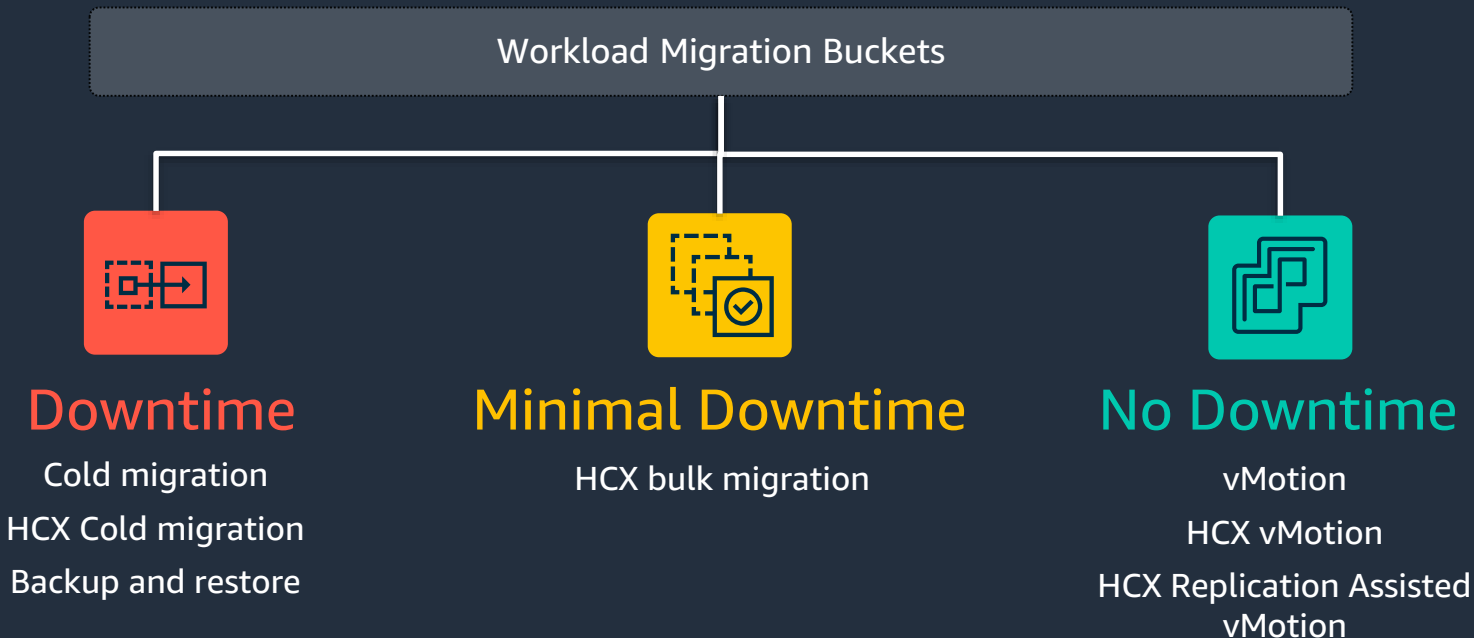 Workload Migration Buckets
Downtime
Cold migration
HCX Cold migration
Backup and restore
Minimal Downtime
HCX bulk migration
No Downtime
vMotion
HCX vMotion
HCX Replication Assisted
vMotion